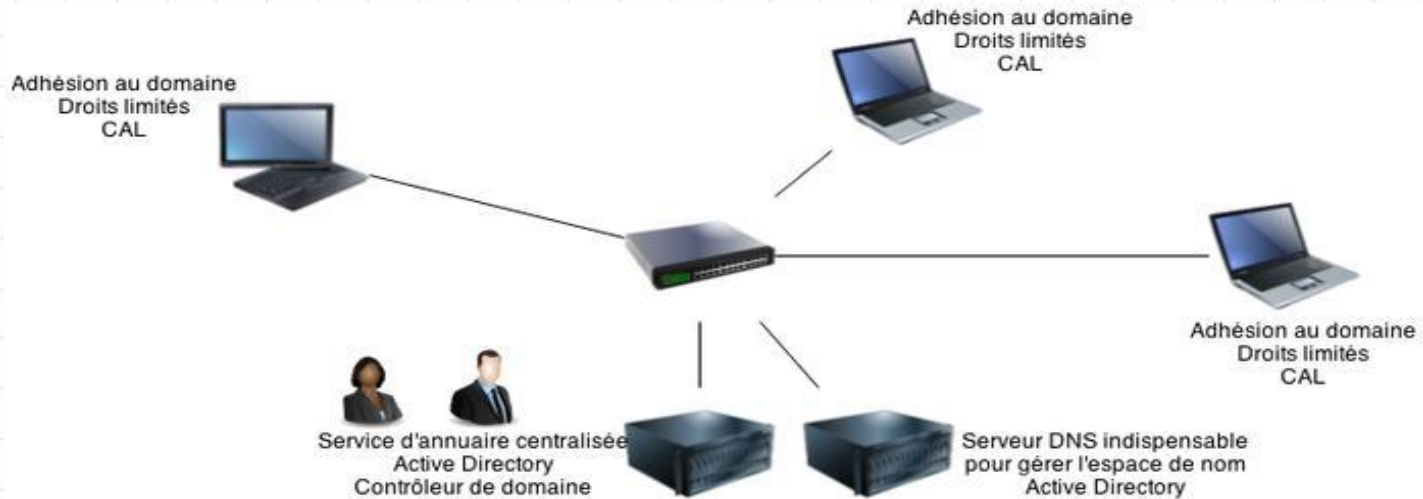 Adhésion au domaine
Droits limités
CAL
Adhésion au domaine
Droits limités
CAL
Adhésion au domaine
Droits limités
CAL
Service d'annuaire centralisée
Active Directory
Contrôleur de domaine
Serveur DNS indispensable
pour gérer l'espace de nom
Active Directory